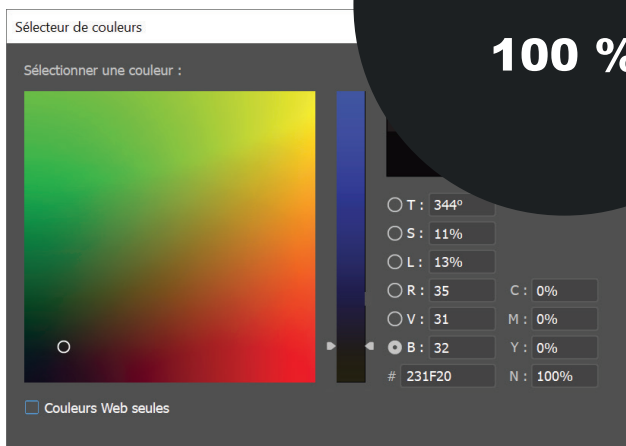 Sélecteur de couleurs
100 %
Sélectionner une couleur :
T : 344º
S : 11%
L : 13%
R : 35 C : 0%
V : 31 M : 0%
B : 32 Y : 0%
# 231F20 N : 100%
Couleurs Web seules